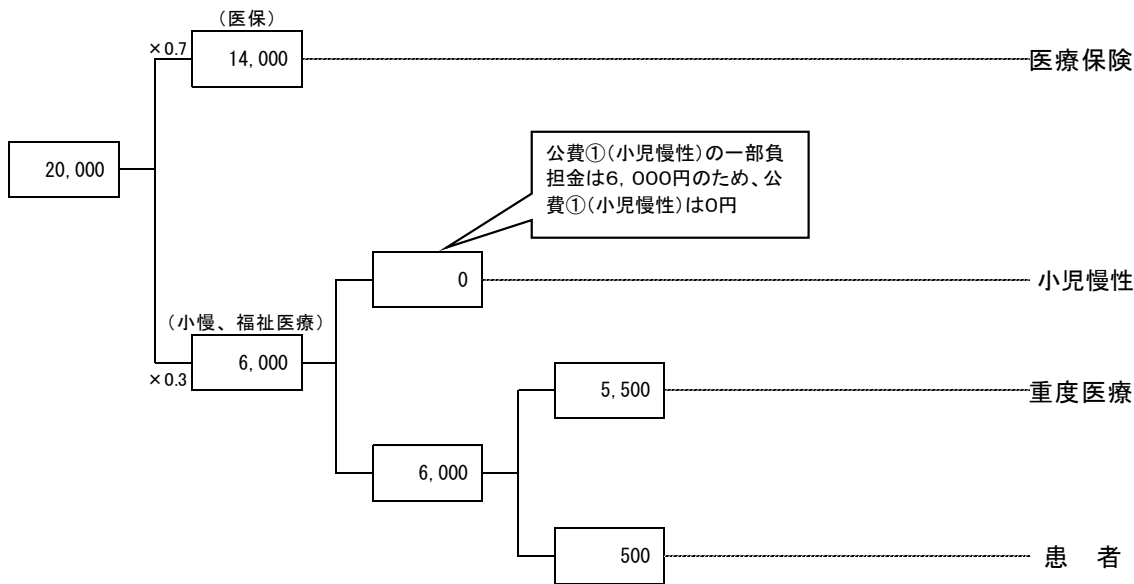 (医保)
×0.7
14,000
医療保険
20,000
公費①(小児慢性)の一部負
担金は6,000円のため、公
費①(小児慢性)は0円
0
小児慢性
(小慢、福祉医療)
6,000
×0.3
5,500
重度医療
6,000
500
患 者